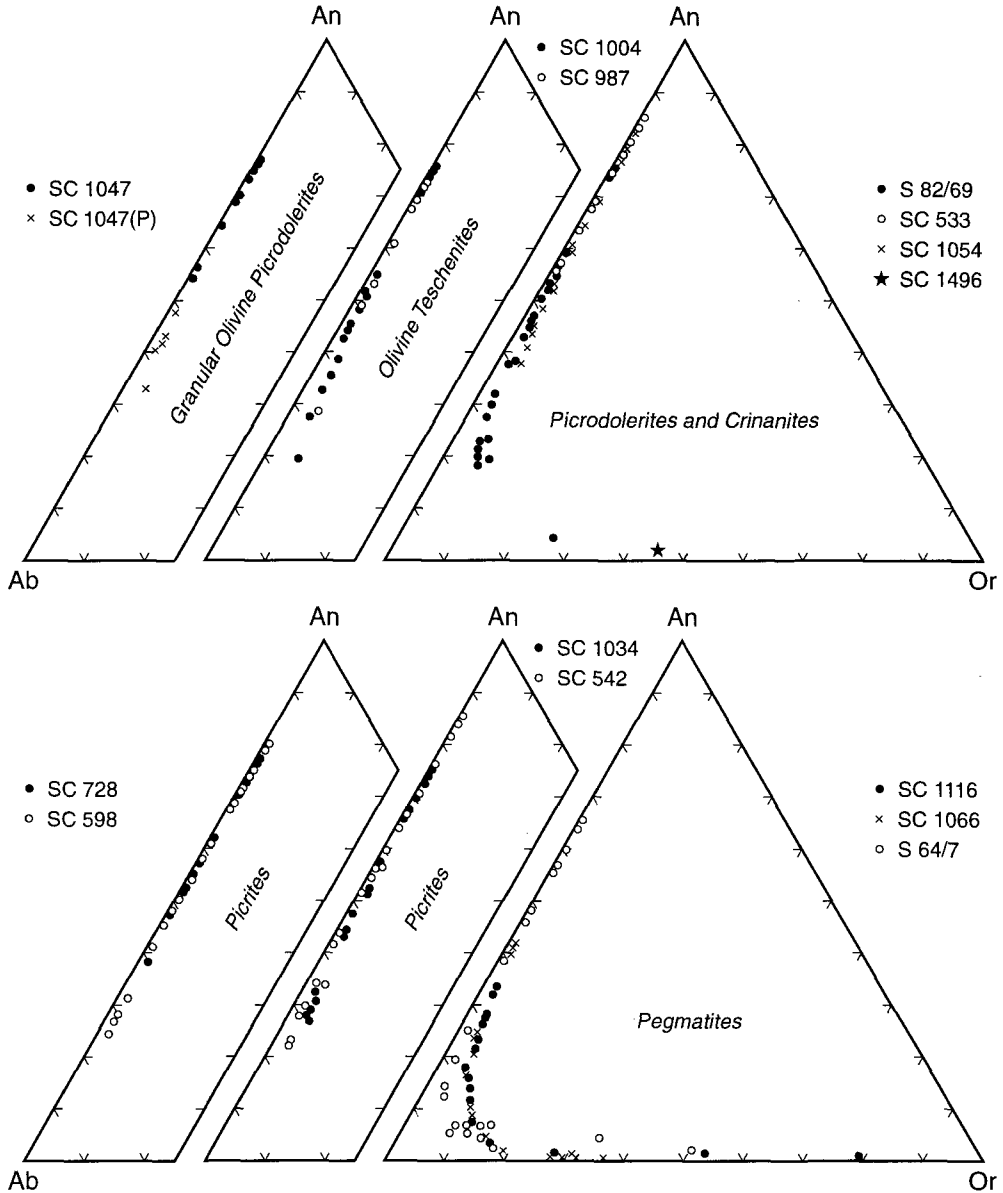 An
An
An
SC 1004
SC 987
SC 1047
SC 1047(P)
S 82/69
SC 533
SC 1054
SC 1496
Granular Olivine Picrodolerites
Olivine Teschenites
Picrodolerites and Crinanites
Ab
Or
An
An
An
SC 1034
SC 542
SC 728
SC 598
SC 1116
SC 1066
S 64/7
Picrites
Picrites
Pegmatites
Ab
Or